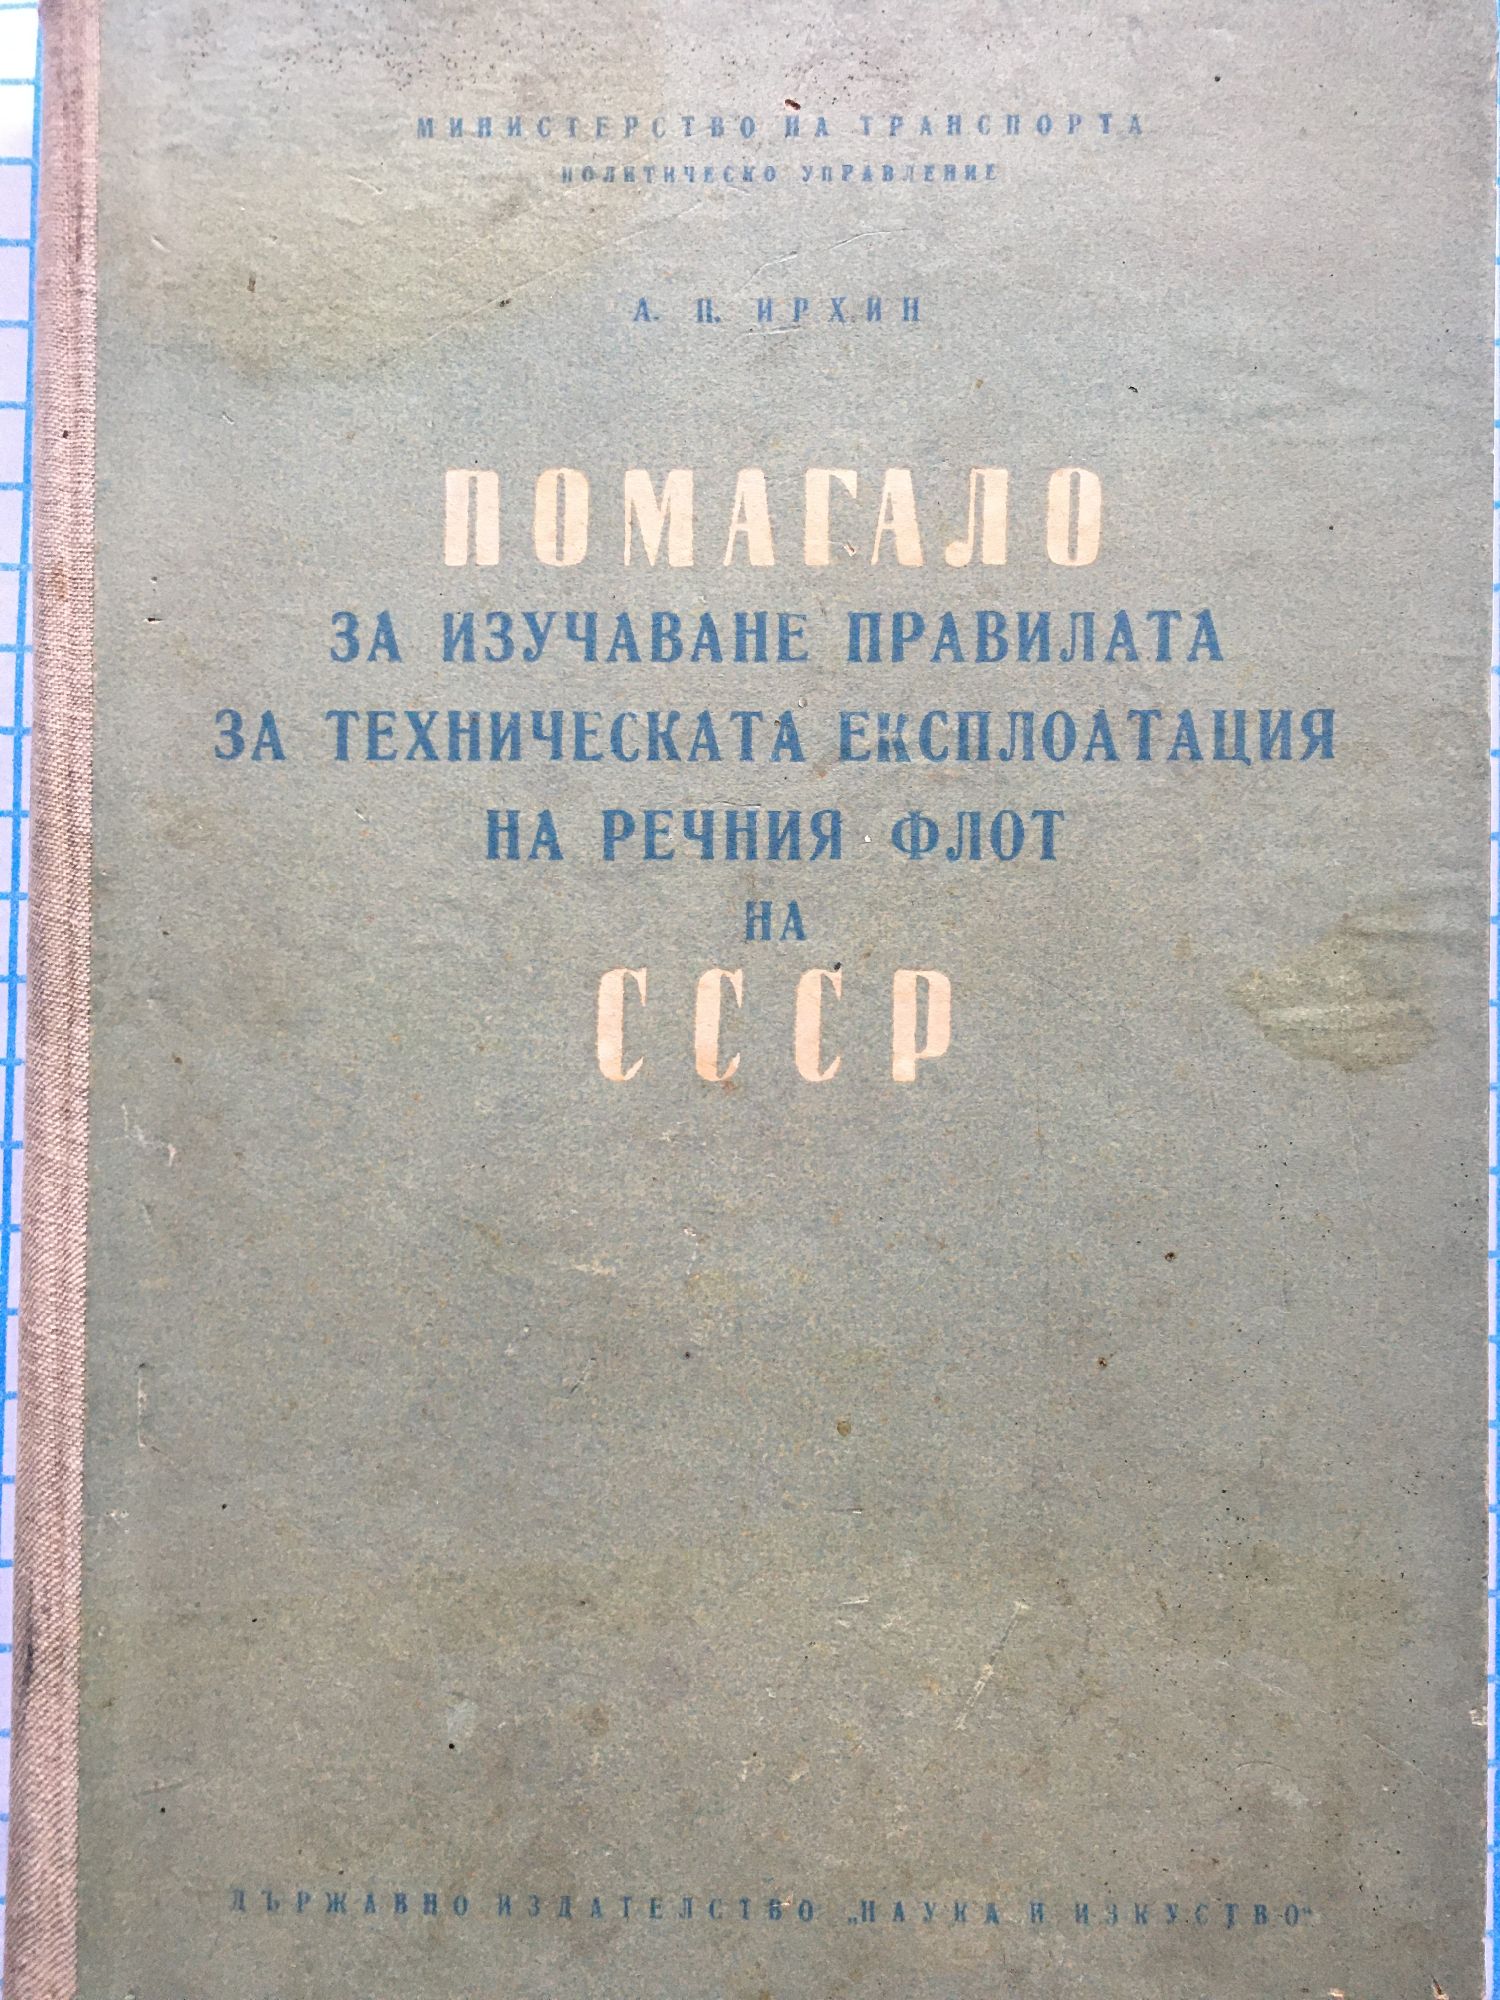 МИНИСТЕРСТВО НА ТРАНСПОРТА
ПОЛИТИЧЕСКО УПРАВЛЕНИЕ
А. П. ИРХИН
ПОМАГАЛО
ЗА ИЗУЧАВАНЕ ПРАВИЛАТА
ЗА ТЕХНИЧЕСКАТА ЕКСПЛОАТАЦИЯ
НА РЕЧНИЯ ФЛОТ
НА
СССР
ДЪРЖАВНО ИЗДАТЕЛСТВО „НАУКА И ИЗКУСТВО"